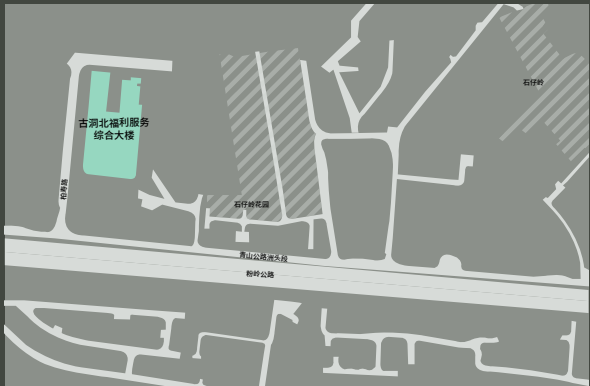 石仔岭
古洞北福利服务
综合大楼
柏寿路
石仔岭花园
青山公路洲头段
粉岭公路